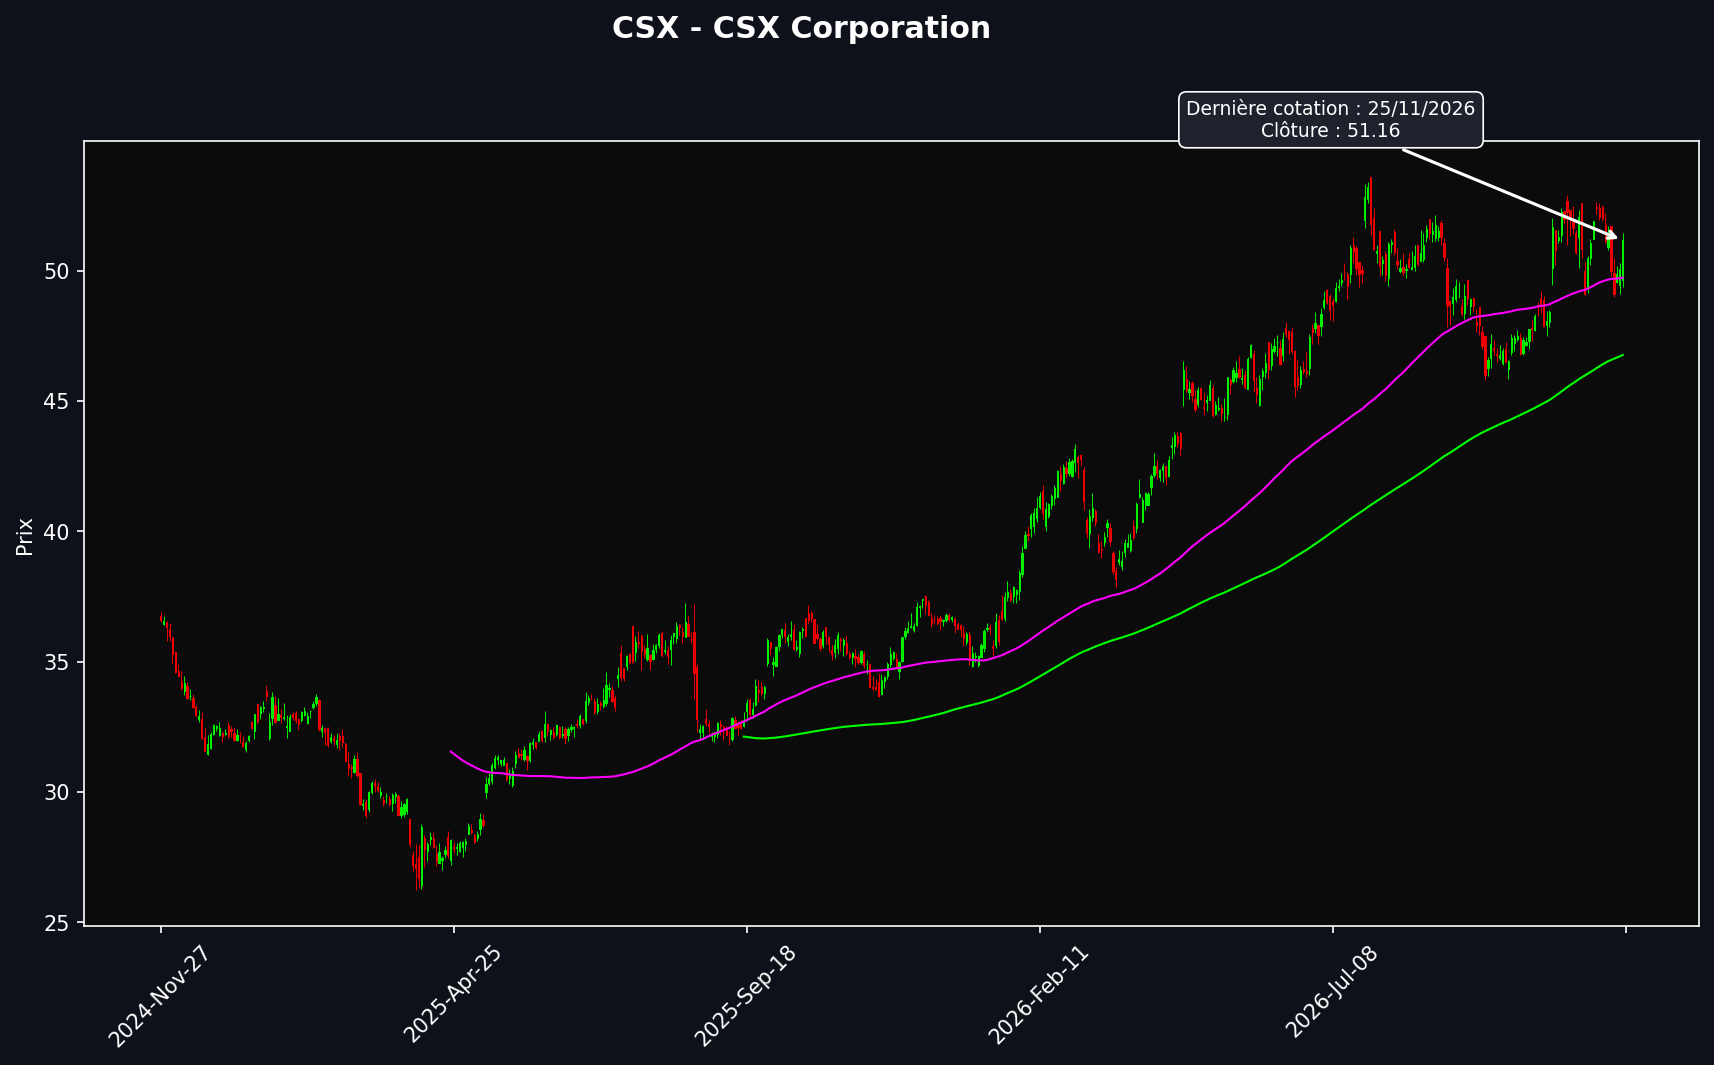 CSX - CSX Corporation
Dernière cotation : 25/11/2026
Clôture : 51.16
Prix
50
45
40
35
30
25
2024-Nov-27
2025-Apr-25
2025-Sep-18
2026-Feb-11
2026-Jul-08